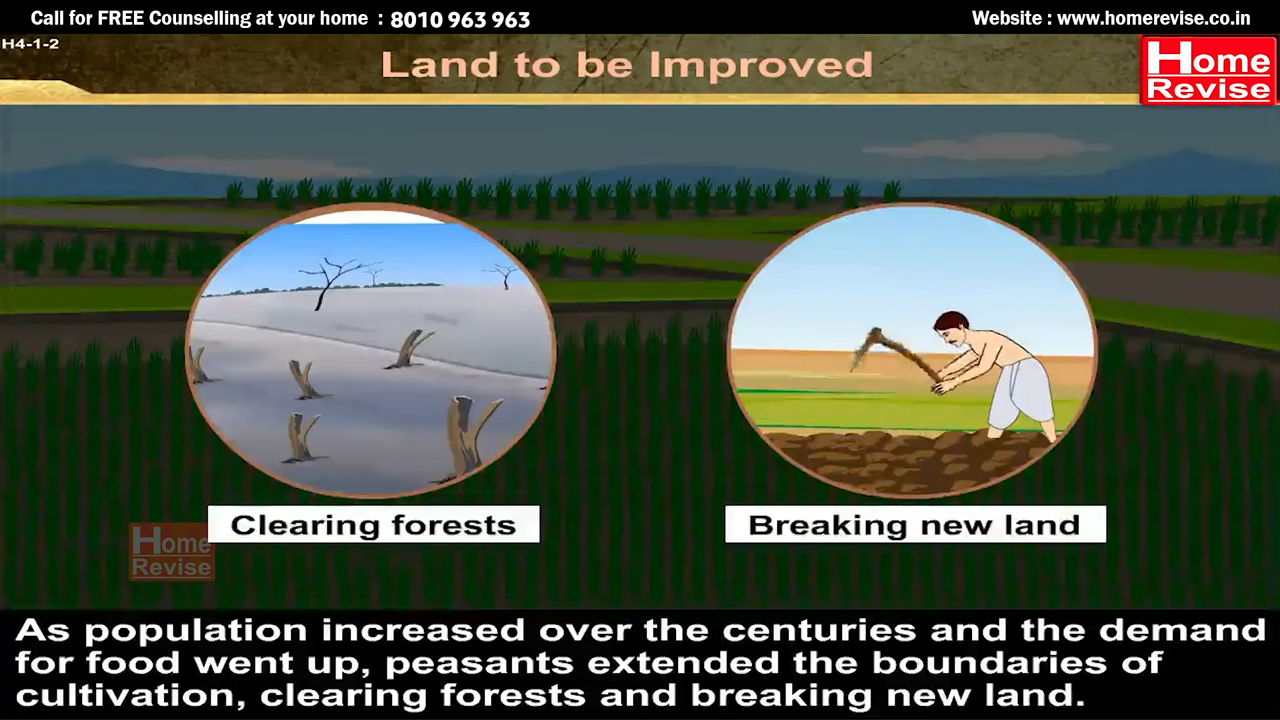 Call for FREE Counselling at your home : 8010 963 963
Website : www.homerevise.co.in
H4-1-2
Land to be Improved
Home
Revise
Clearing forests
Breaking new land
Home
Revise
As population increased over the centuries and the demand
for food went up, peasants extended the boundaries of
cultivation, clearing forests and breaking new land.